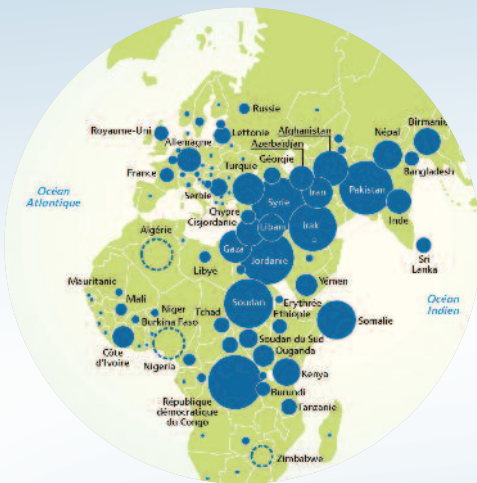 Russie
Royaume-Uni
Lettonie
Allemagne
Afghanistan
Azerbaïdjan
Népal
Birmanie
France
Turquie
Géorgie
Bangladesh
Océan
Atlantique
Serbie
Syrie
Iran
Pakistan
Chypre
Cisjordanie
Liban
Irak
Inde
Algérie
Gaza
Jordanie
Sri
Lanka
Libye
Mauritanie
Yémen
Mali
Niger
Soudan
Erythrée
Océan
Indien
Burkina Faso
Tchad
Ethiopie
Somalie
Côte
d'Ivoire
Soudan du Sud
Nigeria
Ouganda
Kenya
République
démocratique
du Congo
Burundi
Tanzanie
Zimbabwe